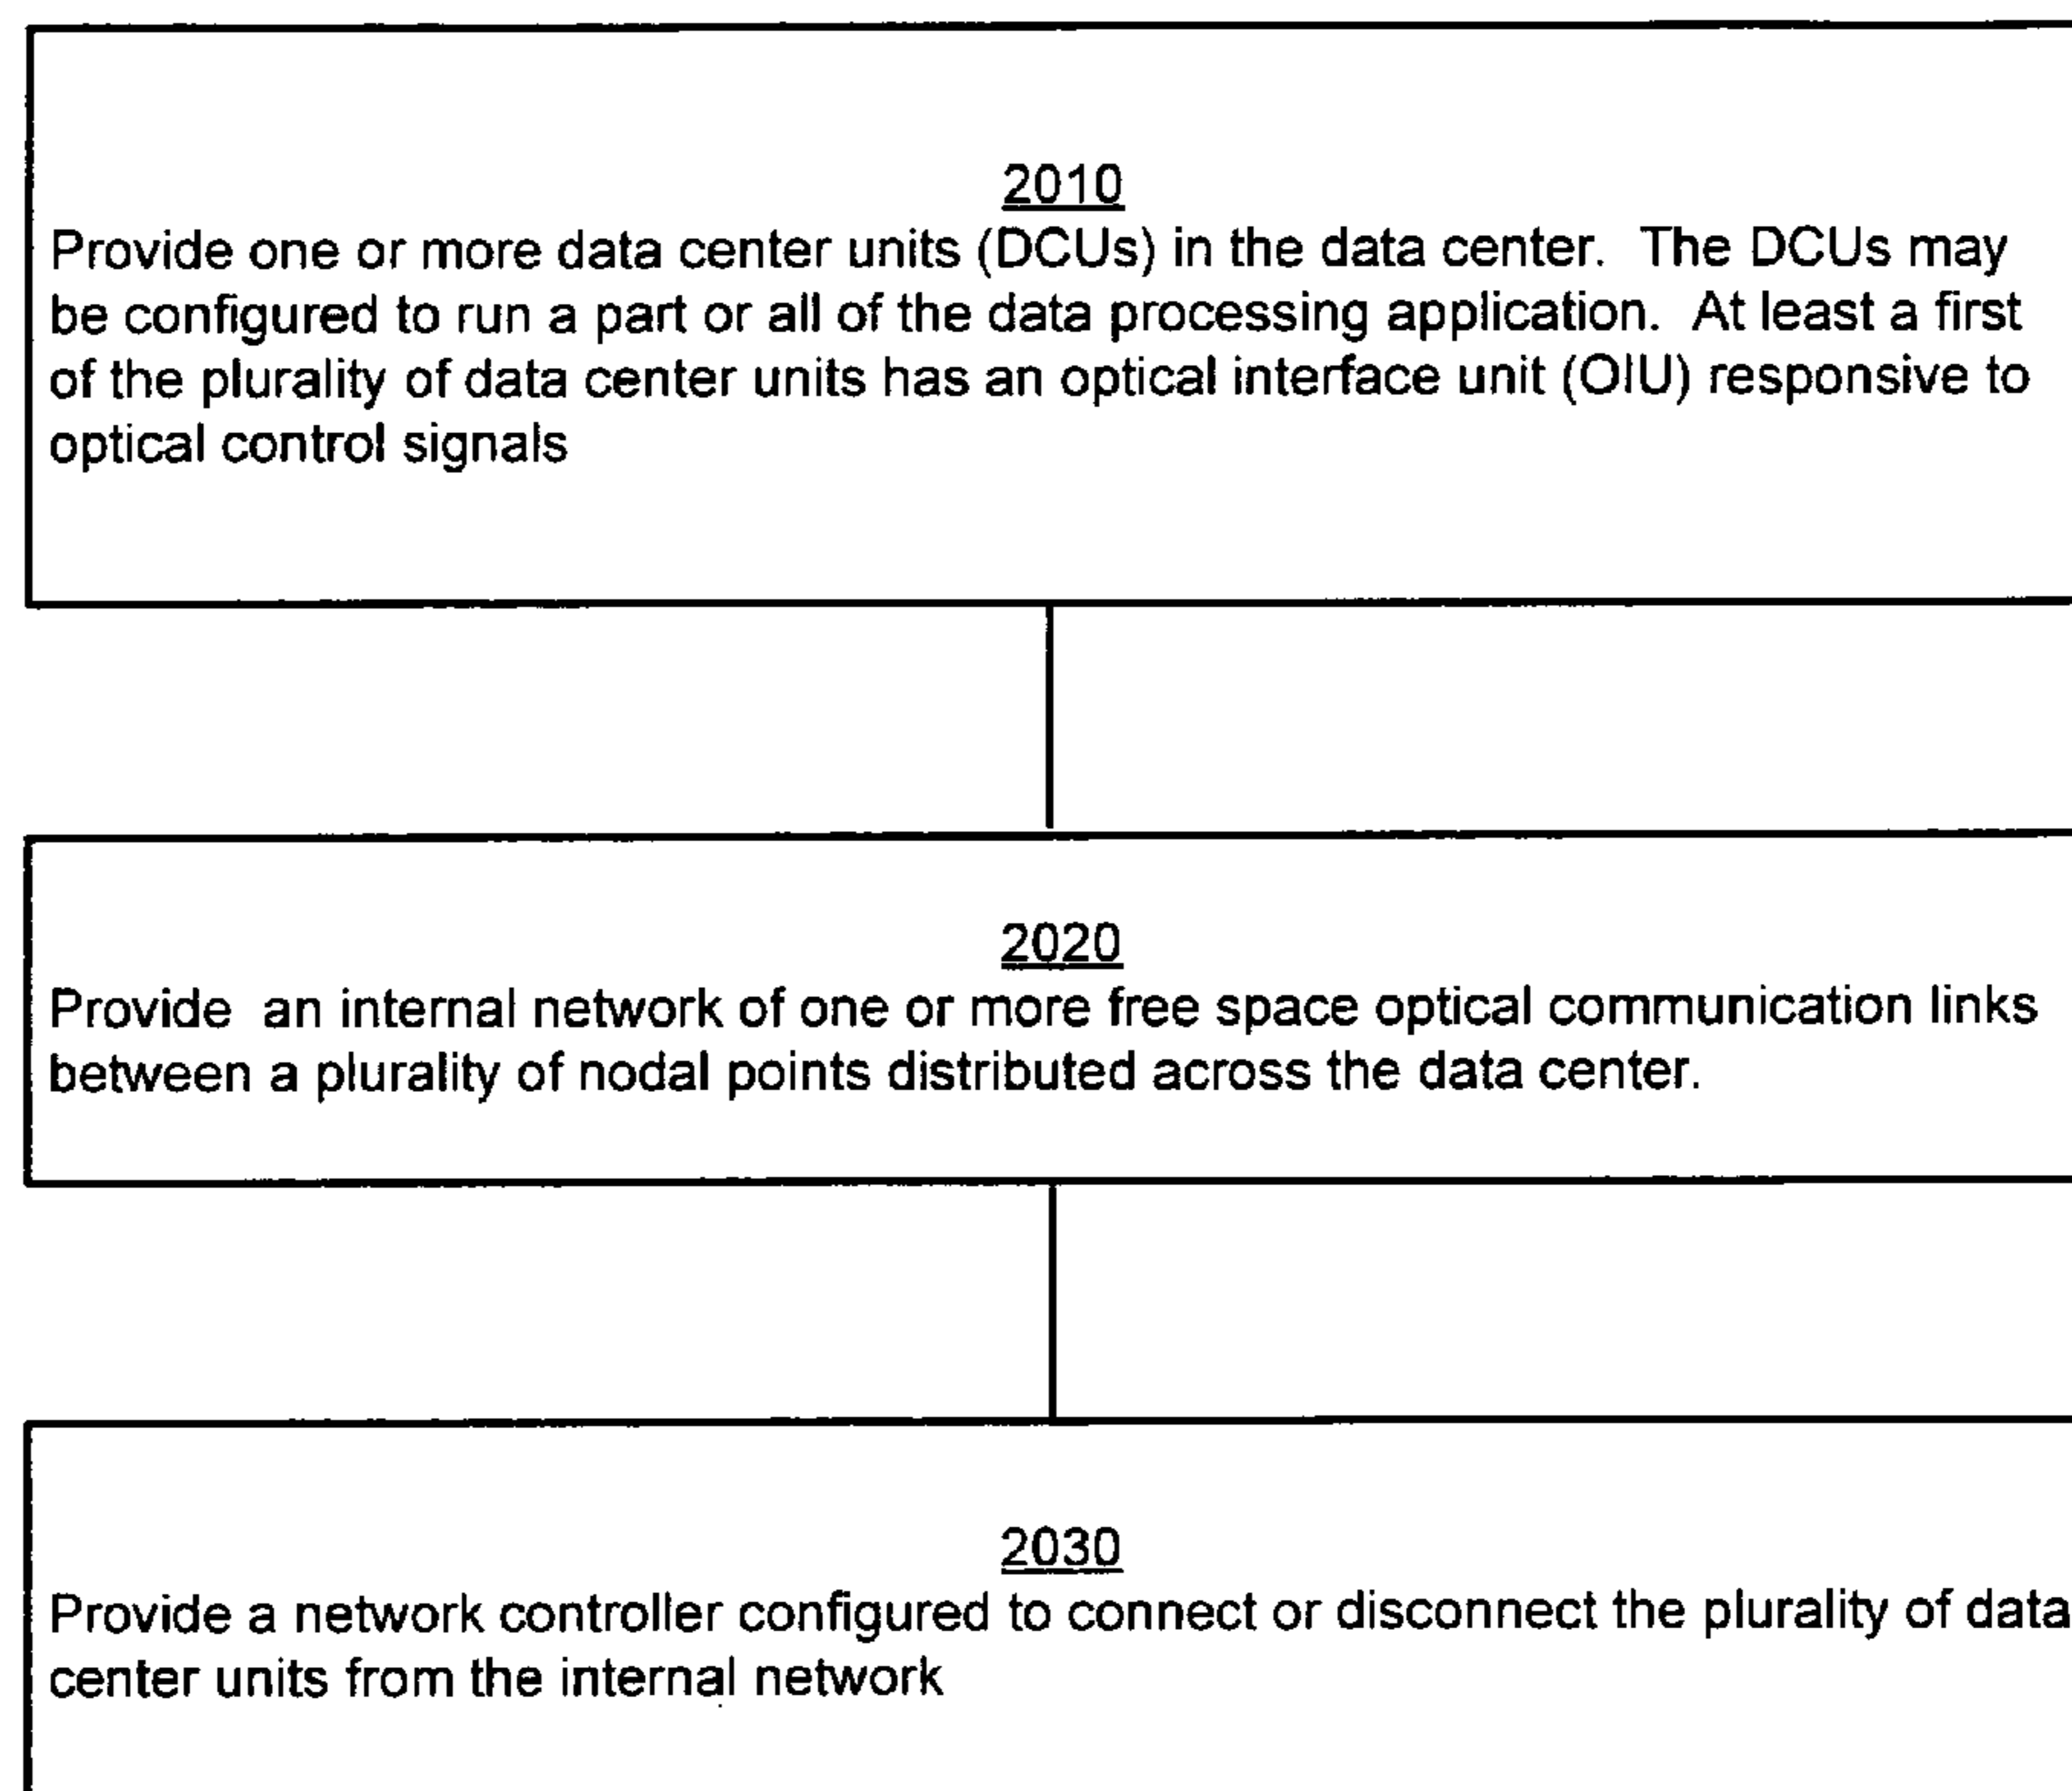 2010
Provide one or more data center units (DCUs) in the data center. The DCUs may
be configured to run a part or all of the data processing application. At least a first
of the plurality of data center units has an optical interface unit (OIU) responsive to
optical control signals
2020
Provide an internal network of one or more free space optical communication links
between a plurality of nodal points distributed across the data center.
2030
Provide a network controller configured to connect or disconnect the plurality of data
center units from the internal network